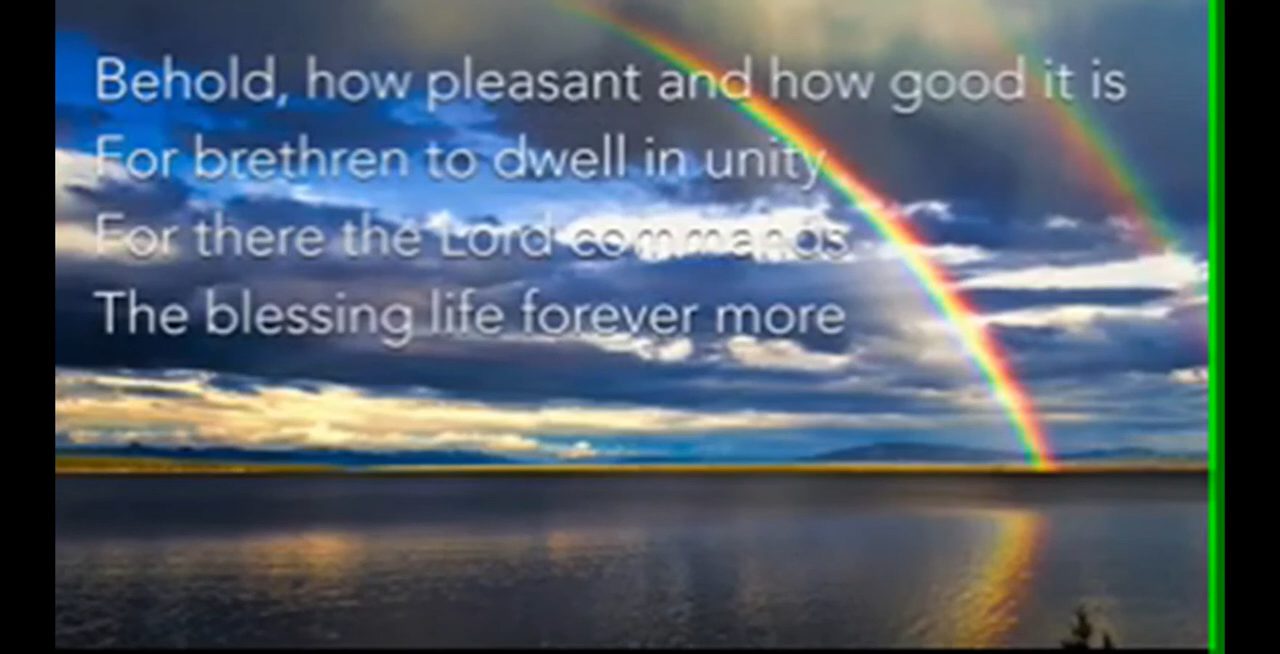 Behold, how pleasant and how good it is
For brethren to dwell in unity
For there the Lord commands
The blessing life forever more